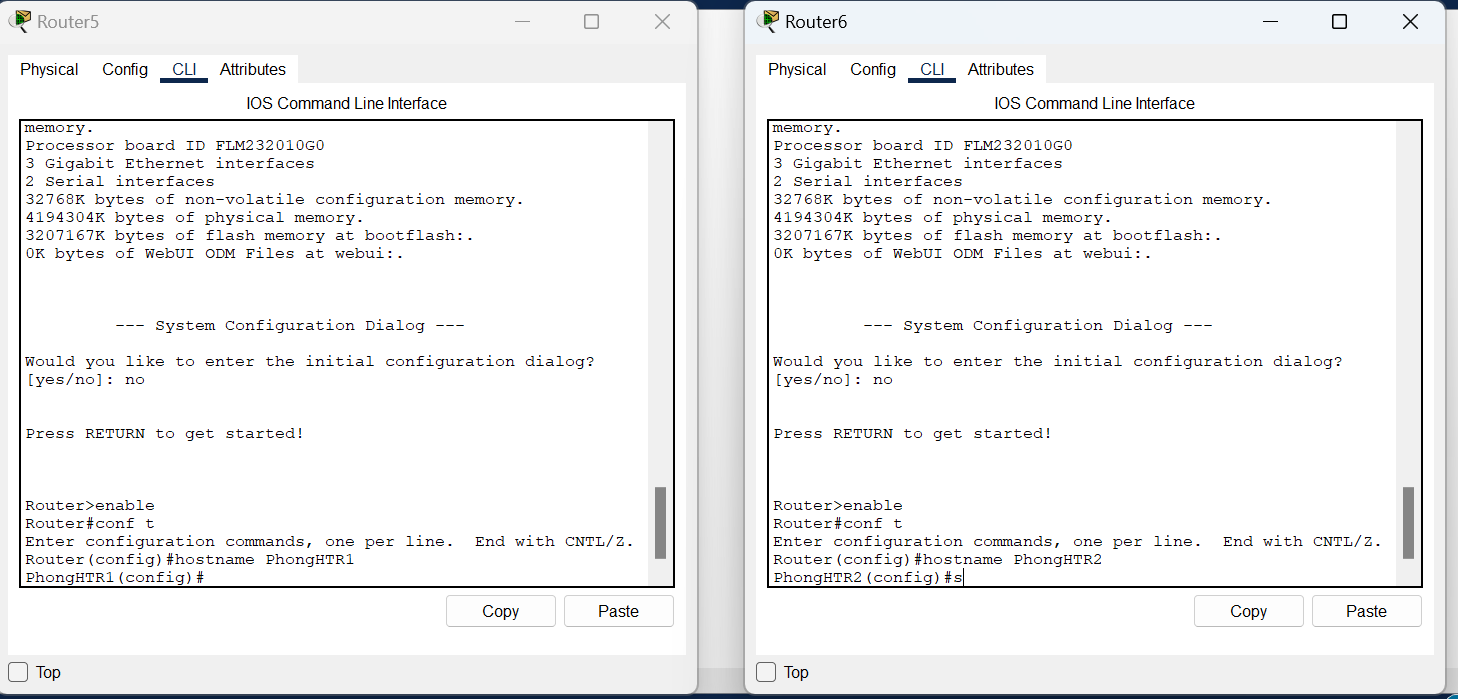 Router5
Physical Config CLI Attributes
IOS Command Line Interface
memory.
Processor board ID FLM232010G0
3 Gigabit Ethernet interfaces
2 Serial interfaces
32768K bytes of non-volatile configuration memory.
4194304K bytes of physical memory.
3207167K bytes of flash memory at bootflash:.
0K bytes of WebUI ODM Files at webui:.
--- System Configuration Dialog ---
Would you like to enter the initial configuration dialog?
[yes/no]: no
Press RETURN to get started!
Router>enable
Router#conf t
Enter configuration commands, one per line.  End with CNTL/Z.
Router(config)#hostname PhongHTR1
PhongHTR1(config)#
Copy Paste
Top
Router6
Physical Config CLI Attributes
IOS Command Line Interface
memory.
Processor board ID FLM232010G0
3 Gigabit Ethernet interfaces
2 Serial interfaces
32768K bytes of non-volatile configuration memory.
4194304K bytes of physical memory.
3207167K bytes of flash memory at bootflash:.
0K bytes of WebUI ODM Files at webui:.
--- System Configuration Dialog ---
Would you like to enter the initial configuration dialog?
[yes/no]: no
Press RETURN to get started!
Router>enable
Router#conf t
Enter configuration commands, one per line.  End with CNTL/Z.
Router(config)#hostname PhongHTR2
PhongHTR2(config)#s
Copy Paste
Top